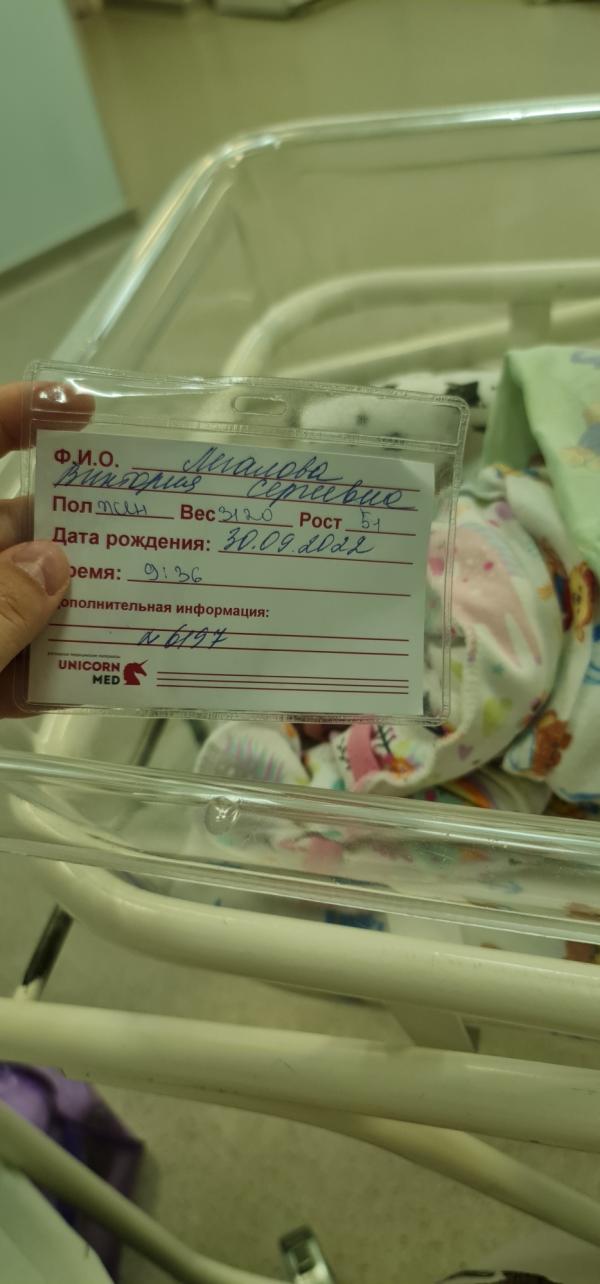 Ф.И.О. Легалова
Виктория Сергеевна
Пол жен Вес 3120 Рост 51
Дата рождения: 30.09.2022
ремя: 9:36
ополнительная информация:
N 6197
UNICORN
MED